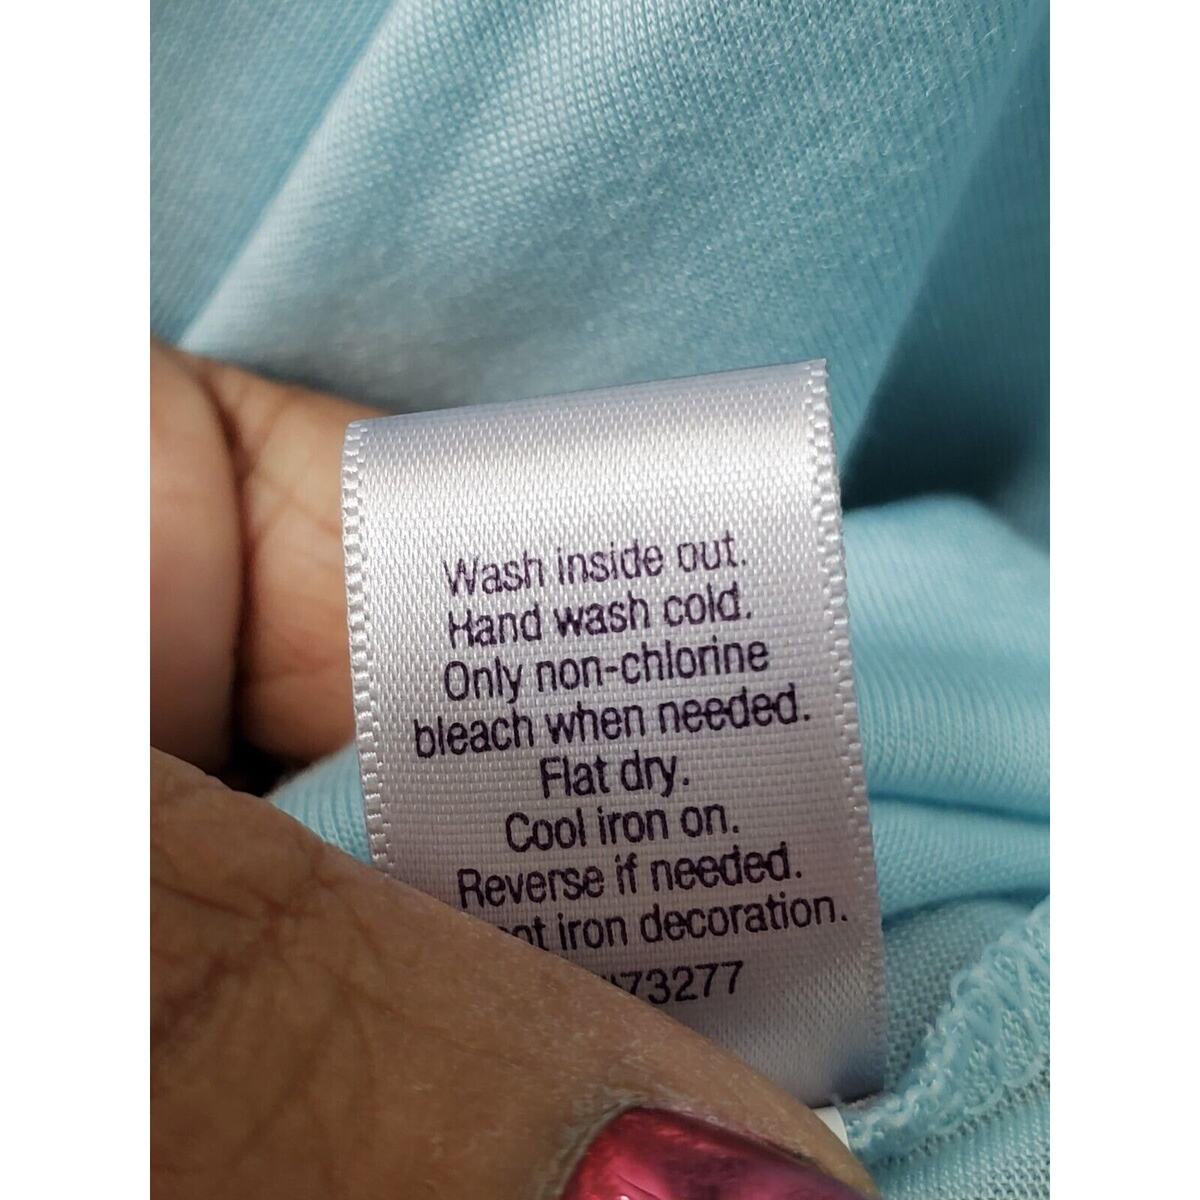 Wash inside out.
Hand wash cold.
Only non-chlorine
bleach when needed.
Flat dry.
Cool iron on.
Reverse if needed.
iron decoration.
73277